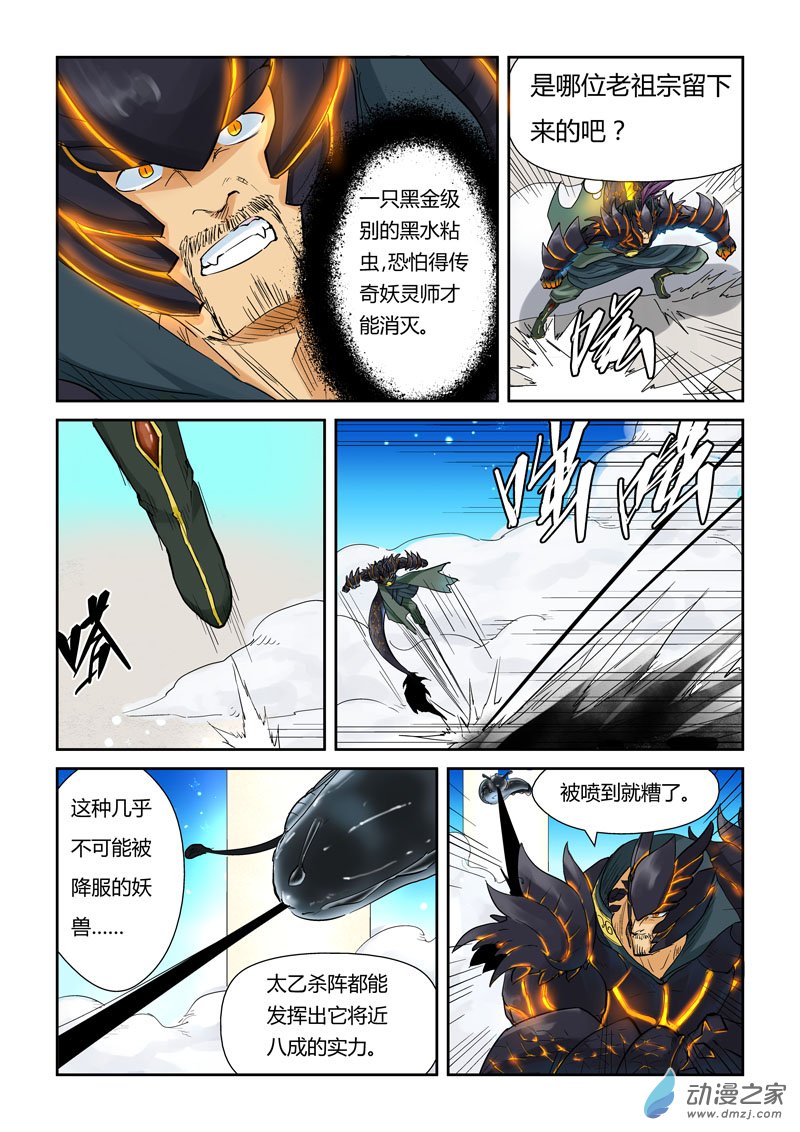 一只黑金级
别的黑水粘
虫,恐怕得传
奇妖灵师才
能消灭。
是哪位老祖宗留下
来的吧？
嗤
嗒
嗤
嗤
这种几乎
不可能被
降服的妖
兽……
太乙杀阵都能
发挥出它将近
八成的实力。
被喷到就糟了。
动漫之家
www.dmzj.com